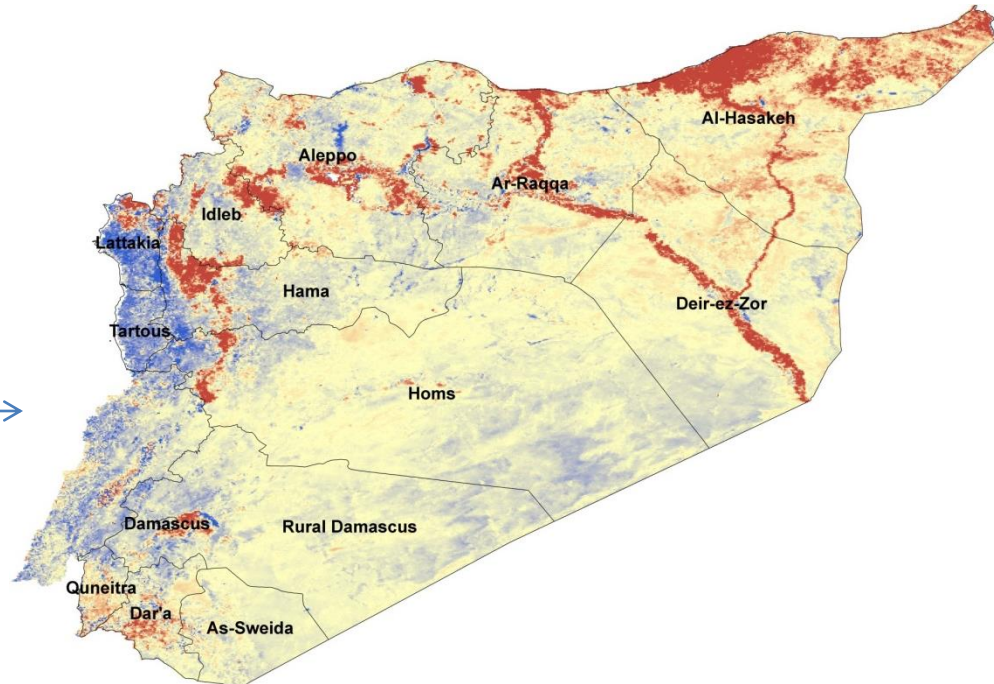 Al-Hasakeh
Aleppo
Ar-Raqqa
Idleb
Lattakia
Hama
Deir-ez-Zor
Tartous
Homs
Damascus
Rural Damascus
Quneitra
Dar'a
As-Sweida